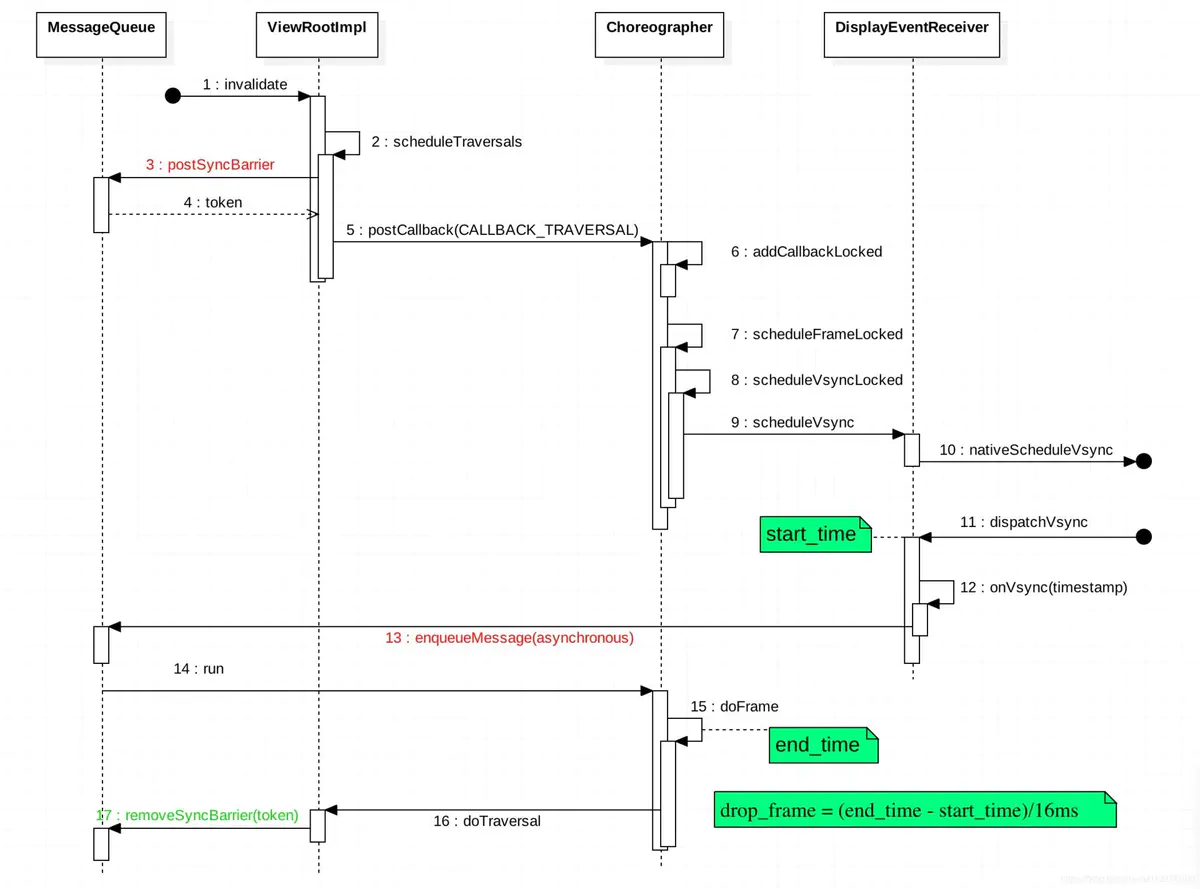 MessageQueue
ViewRootImpl
Choreographer
DisplayEventReceiver
1 : invalidate
2 : scheduleTraversals
3 : postSyncBarrier
4 : token
5 : postCallback(CALLBACK_TRAVERSAL)
6 : addCallbackLocked
7 : scheduleFrameLocked
8 : scheduleVsyncLocked
9 : scheduleVsync
10 : nativeScheduleVsync
11 : dispatchVsync
start_time
12 : onVsync(timestamp)
13 : enqueueMessage(asynchronous)
14 : run
15 : doFrame
end_time
drop_frame = (end_time - start_time)/16ms
17 : removeSyncBarrier(token)
16 : doTraversal